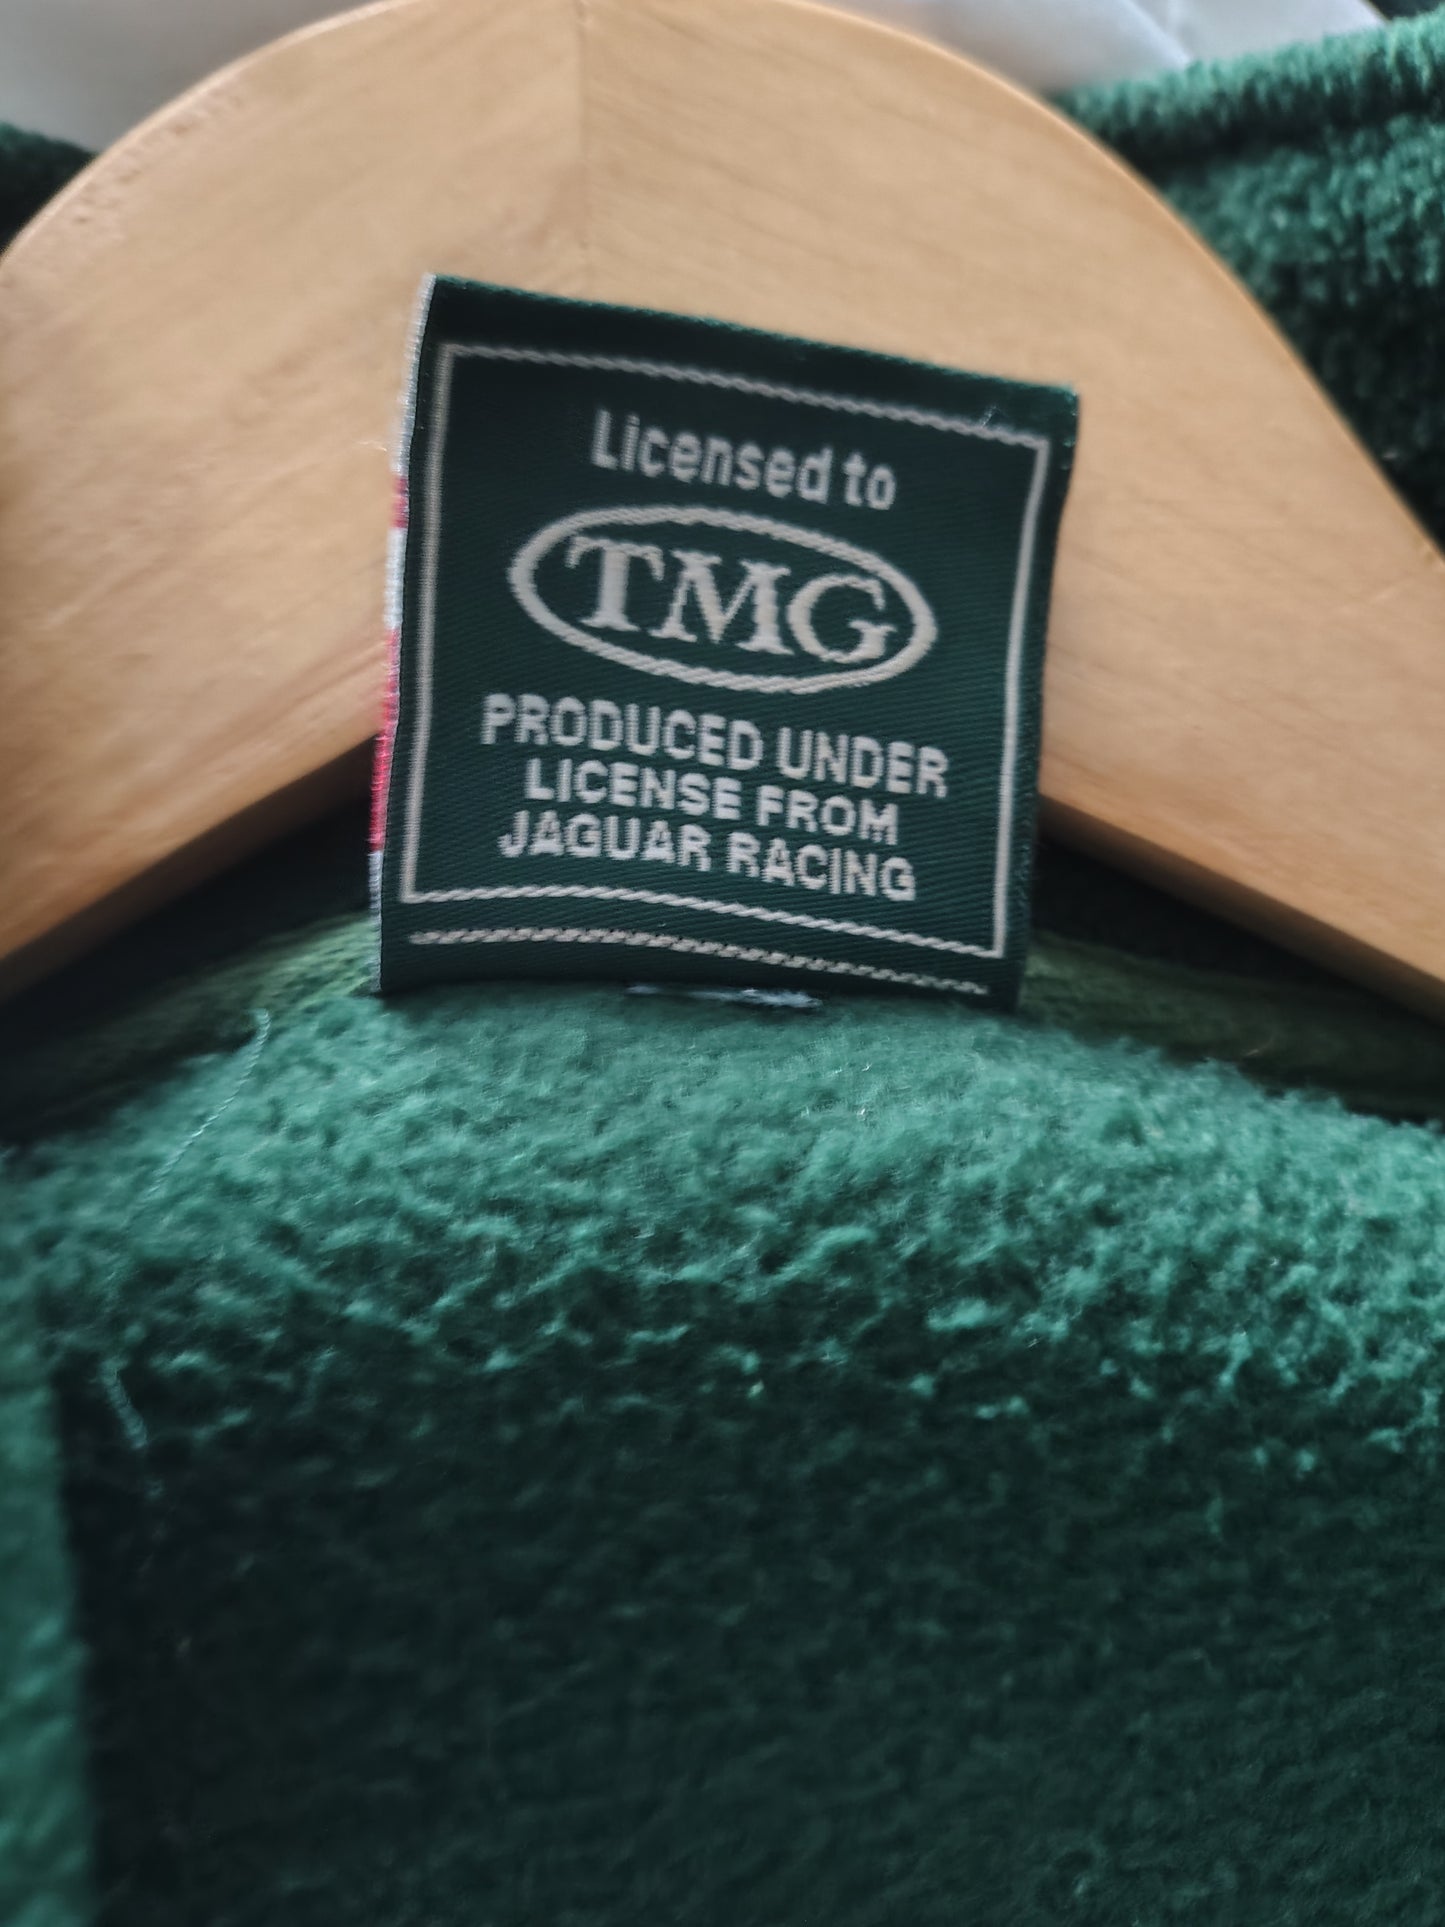 Licensed to
TMG
PRODUCED UNDER
LICENSE FROM
JAGUAR RACING